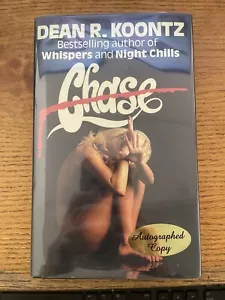 DEAN R. KOONTZ
Bestselling author of
Whispers and Night Chills
Chase
Autographed
Copy